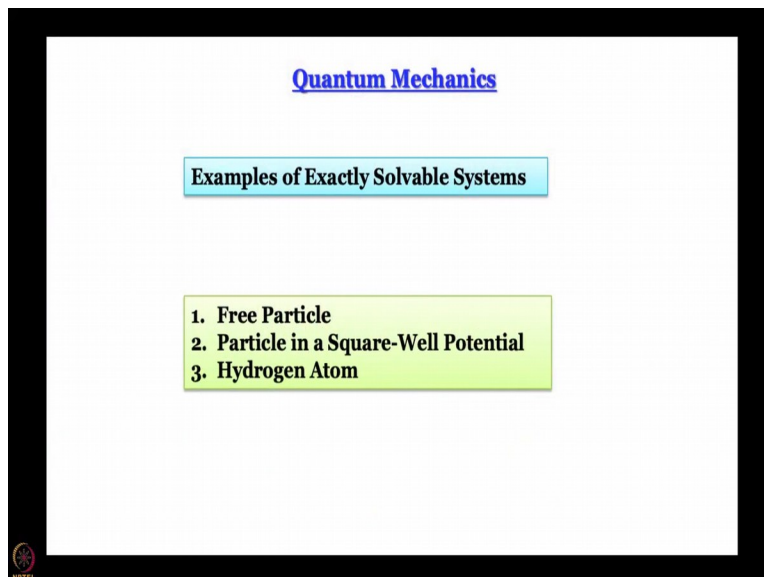 Quantum Mechanics
Examples of Exactly Solvable Systems
1. Free Particle
2. Particle in a Square-Well Potential
3. Hydrogen Atom
NPTEL